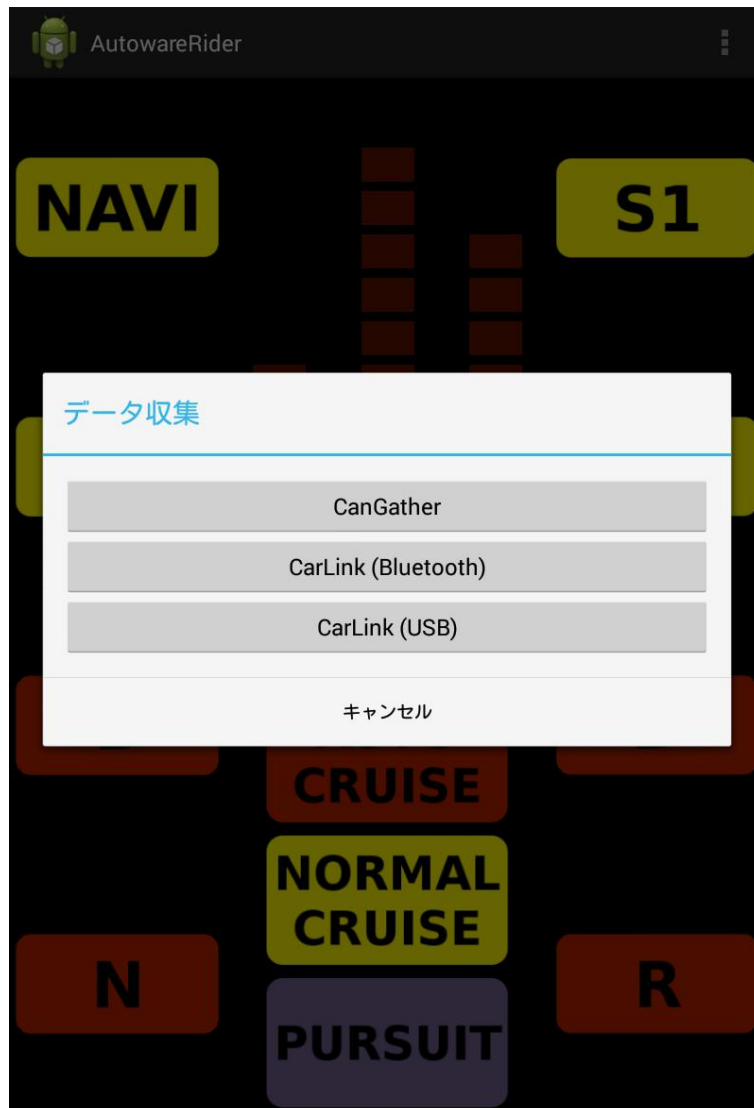 AutowareRider
NAVI
S1
データ収集
CanGather
CarLink (Bluetooth)
CarLink (USB)
キャンセル
CRUISE
NORMAL
CRUISE
N
R
PURSUIT